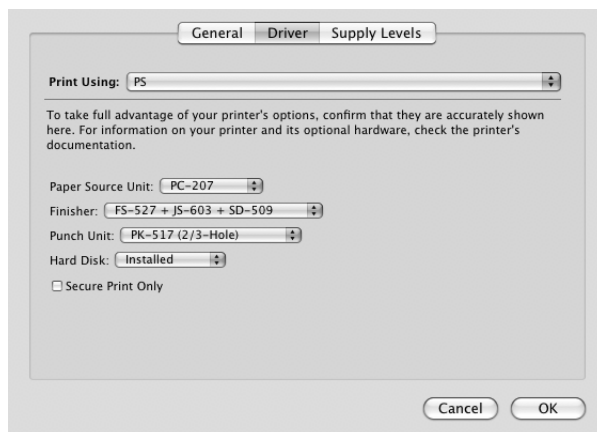 General Driver Supply Levels
Print Using: PS
To take full advantage of your printer's options, confirm that they are accurately shown
here. For information on your printer and its optional hardware, check the printer's
documentation.
Paper Source Unit: PC-207
Finisher: FS-527 + JS-603 + SD-509
Punch Unit: PK-517 (2/3-Hole)
Hard Disk: Installed
Secure Print Only
Cancel OK